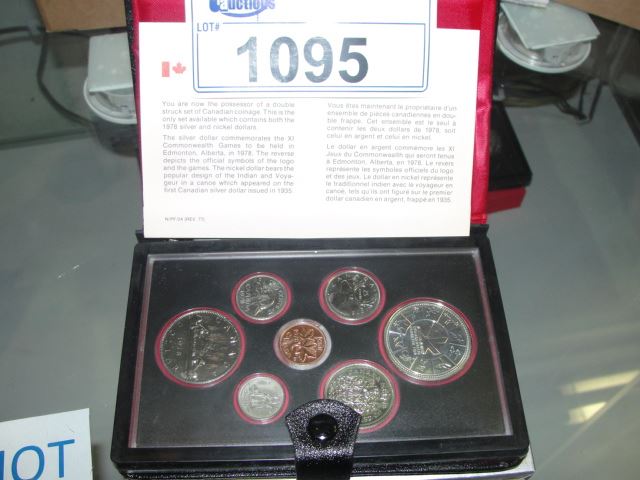 auctions
LOT#
1095
You are now the possessor of a double
struck set of Canadian coinage. This is the
only set available which contains both the
1978 silver and nickel dollars.
The silver dollar commemorates the XI
Commonwealth Games to be held in
Edmonton, Alberta, in 1978. The reverse
depicts the official symbols of the logo
and the games. The nickel dollar bears the
popular design of the Indian and Voya-
geur in a canoe which appeared on the
first Canadian silver dollar issued in 1935.
Vous êtes maintenant le propriétaire d'un
ensemble de pièces canadiennes en dou-
ble frappe. Cet ensemble est le seul à
contenir les deux dollars de 1978, soit
celui en argent et celui en nickel.
Le dollar en argent commémore les XI
Jeux du Commonwealth qui seront tenus
à Edmonton, Alberta, en 1978. Le revers
représente les symboles officiels du logo
et des jeux. Le dollar en nickel représente
le traditionnel indien avec le voyageur en
canoë, tels qu'ils ont figuré sur le premier
dollar canadien en argent, frappé en 1935.